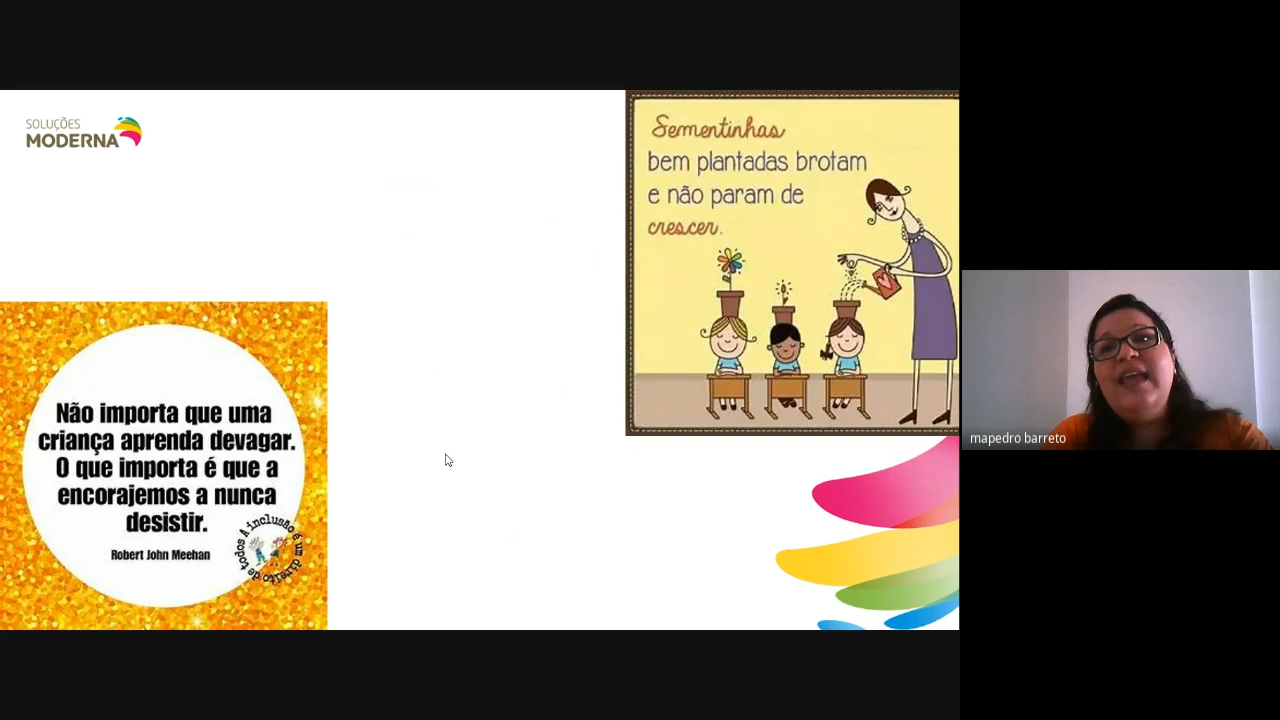 SOLUÇÕES
MODERNA
Sementinhas
bem plantadas brotam
e não param de
crescer.
Não importa que uma
criança aprenda devagar.
O que importa é que a
encorajemos a nunca
desistir.
Robert John Meehan
A inclusão é um direito de todos
mapedro barreto